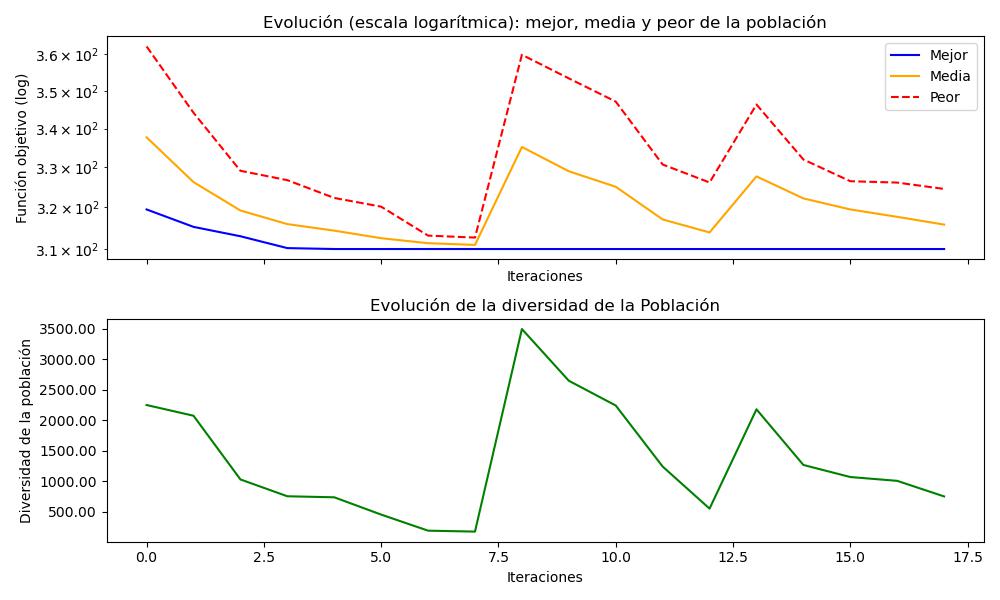 Evolución (escala logarítmica): mejor, media y peor de la población
Función objetivo (log)
3.6 × 10²
3.5 × 10²
3.4 × 10²
3.3 × 10²
3.2 × 10²
3.1 × 10²
Mejor
Media
Peor
Iteraciones
Evolución de la diversidad de la Población
Diversidad de la población
3500.00
3000.00
2500.00
2000.00
1500.00
1000.00
500.00
0.0 2.5 5.0 7.5 10.0 12.5 15.0 17.5
Iteraciones